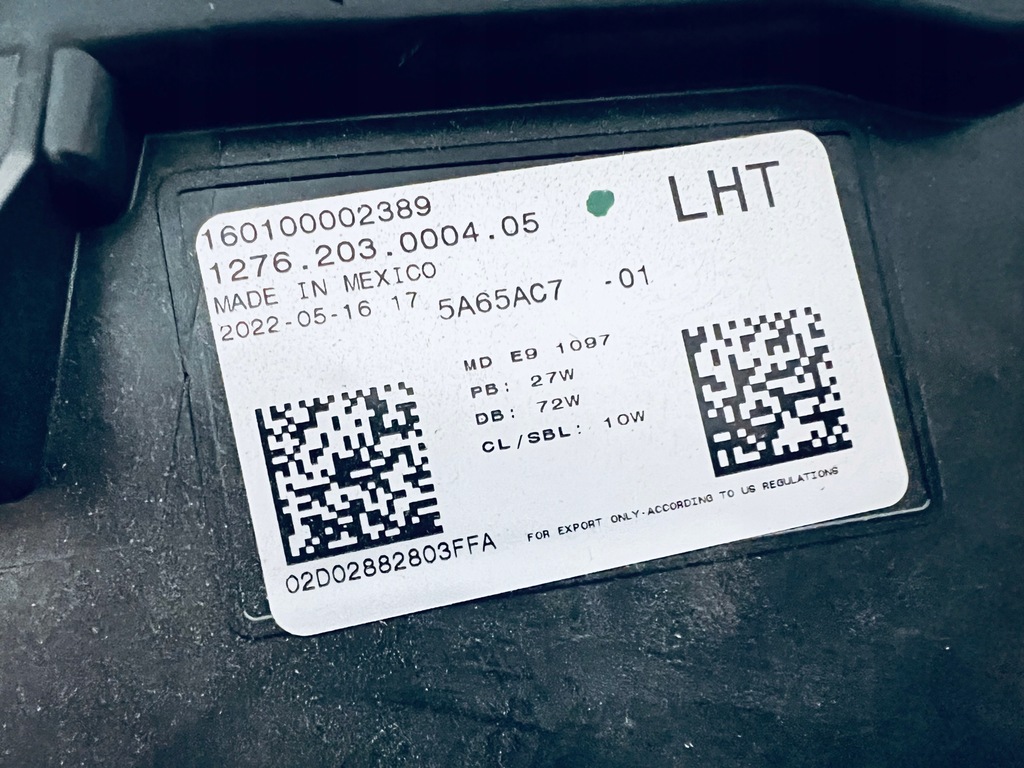 160100002389
LHT
1276.203.0004.05
MADE IN MEXICO
2022-05-16 17 5A65AC7 -01
MD E9 1097
PB: 27W
DB: 72W
CL/SBL: 10W
FOR EXPORT ONLY-ACCORDING TO US REGULATIONS
02D02882803FFA